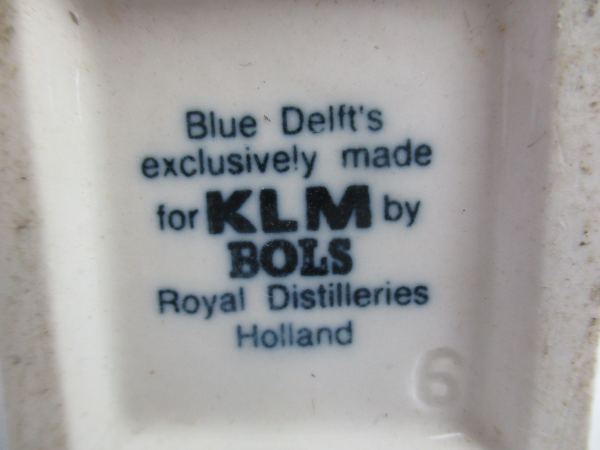 Blue Delft's
exclusively made
for KLM by
BOLS
Royal Distilleries
Holland
6